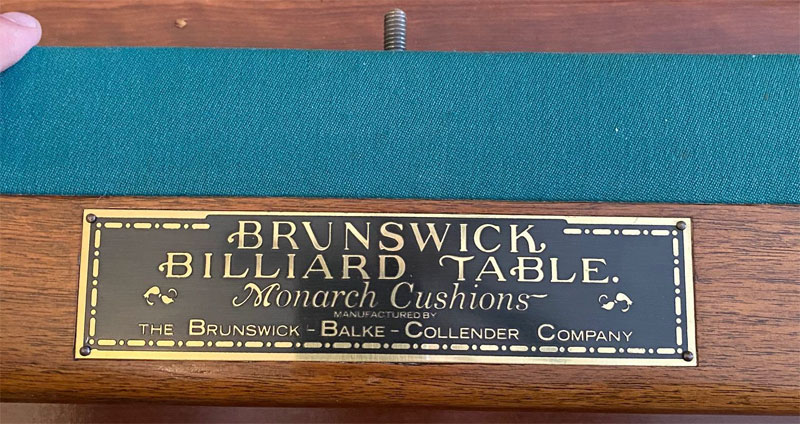 BRUNSWICK
BILLIARD TABLE.
Monarch Cushions
MANUFACTURED BY
THE BRUNSWICK - BALKE - COLLENDER COMPANY